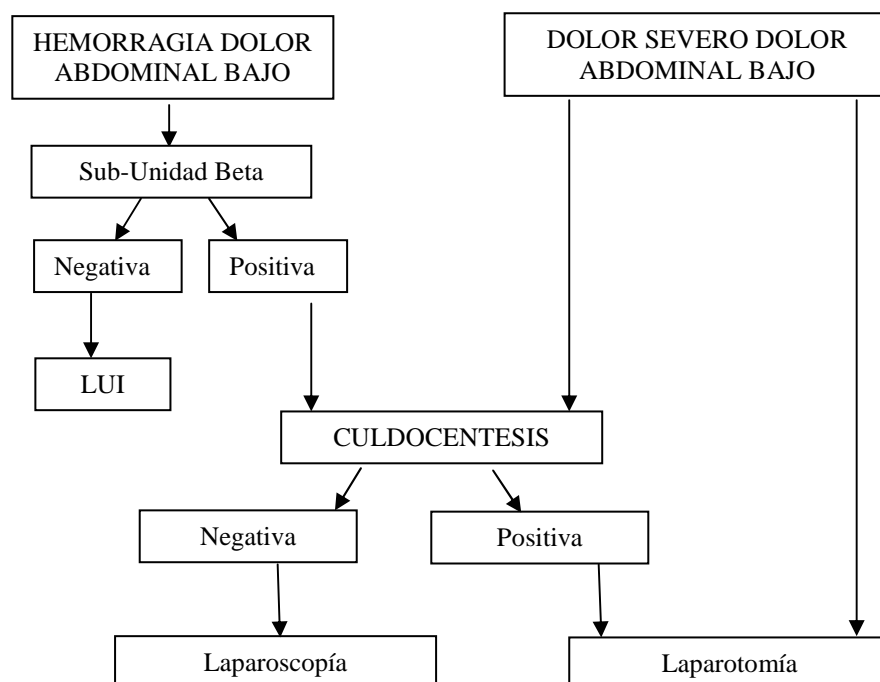 HEMORRAGIA DOLOR
ABDOMINAL BAJO
DOLOR SEVERO DOLOR
ABDOMINAL BAJO
Sub-Unidad Beta
Negativa
Positiva
LUI
CULDOCENTESIS
Negativa
Positiva
Laparoscopía
Laparotomía